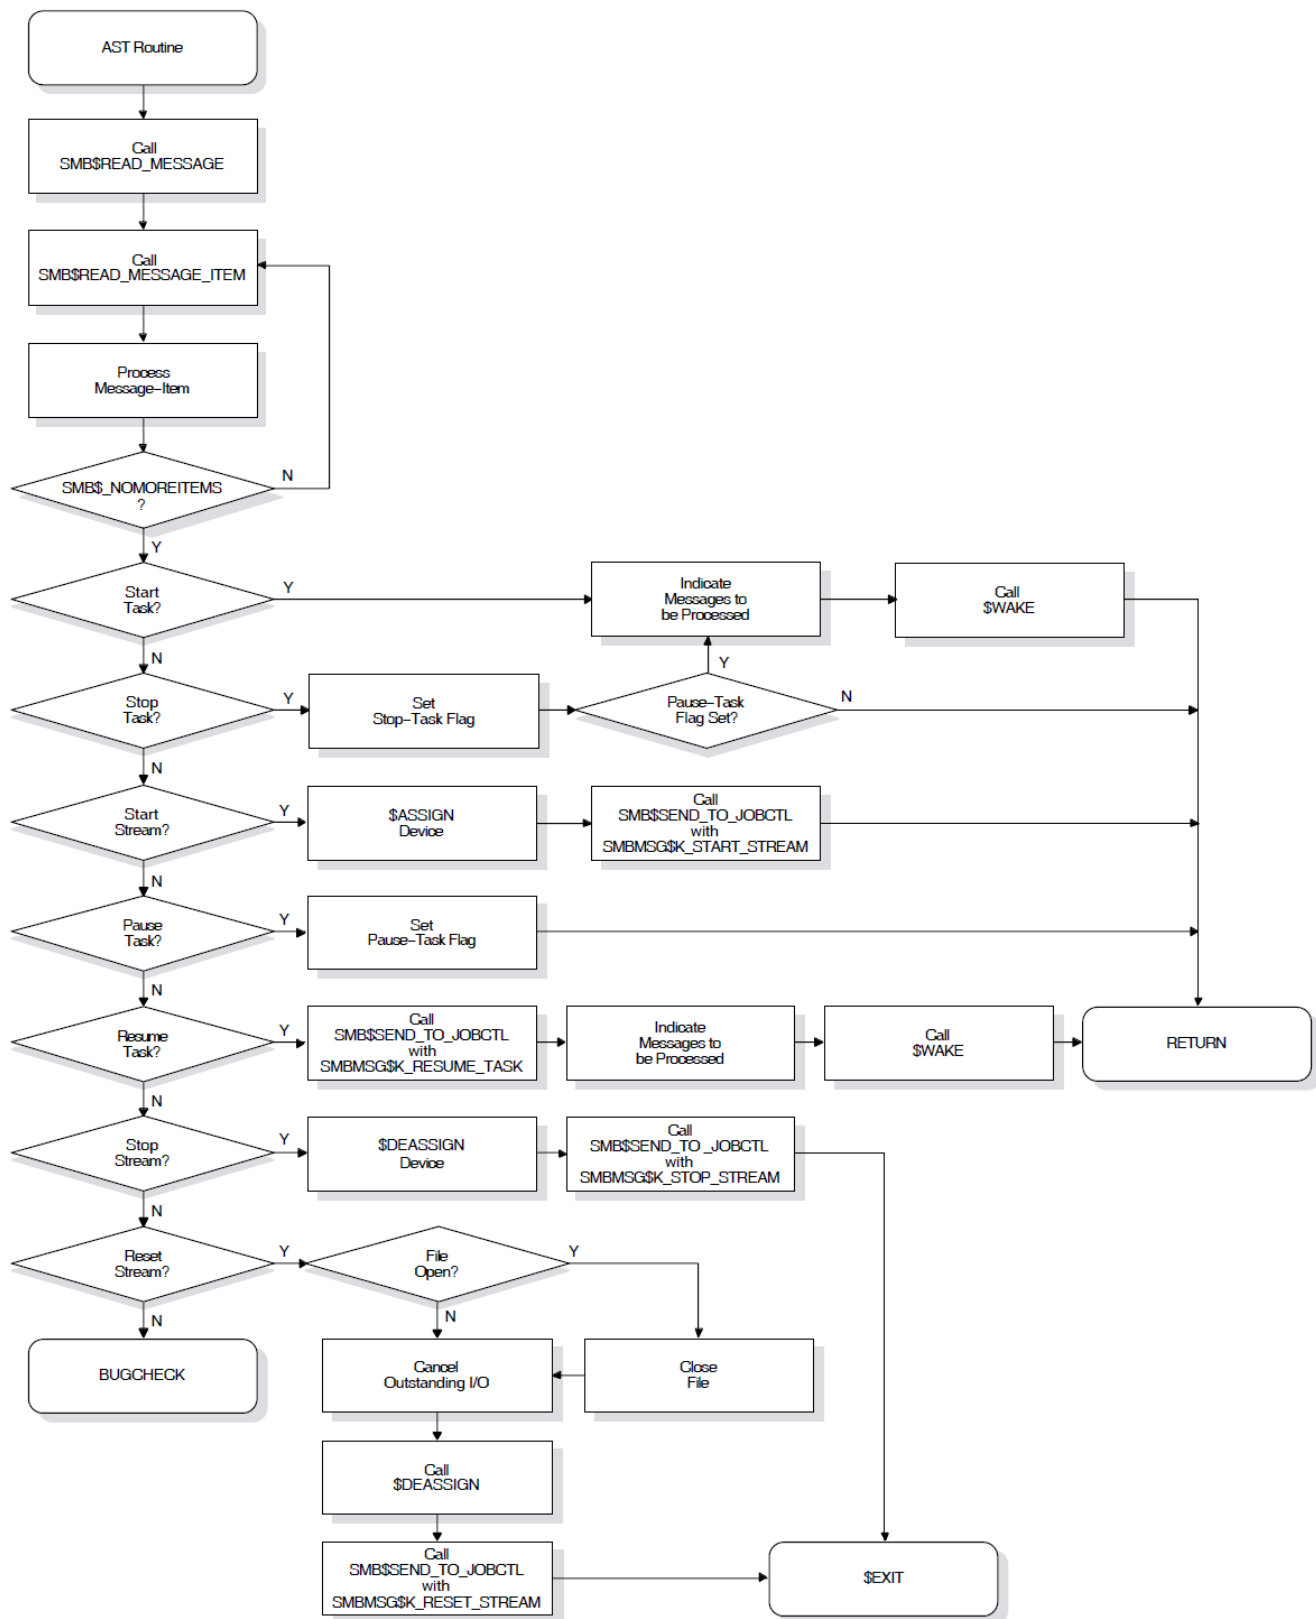 AST Routine
Call
SMB$READ_MESSAGE
Call
SMB$READ_MESSAGE_ITEM
Process
Message-Item
SMB$_NOMOREITEMS
?
N
Y
Start
Task?
Y
Indicate
Messages to
be Processed
Call
$WAKE
N
Y
Stop
Task?
Y
Set
Stop-Task Flag
Pause-Task
Flag Set?
N
N
Start
Stream?
Y
$ASSIGN
Device
Call
SMB$SEND_TO_JOBCTL
with
SMBMSG$K_START_STREAM
N
Pause
Task?
Y
Set
Pause-Task Flag
N
Resume
Task?
Y
Call
SMB$SEND_TO_JOBCTL
with
SMBMSG$K_RESUME_TASK
Indicate
Messages to
be Processed
Call
$WAKE
RETURN
N
Stop
Stream?
Y
$DEASSIGN
Device
Call
SMB$SEND_TO _JOBCTL
with
SMBMSG$K_STOP_STREAM
N
Reset
Stream?
Y
File
Open?
Y
N
N
BUGCHECK
Cancel
Outstanding I/O
Close
File
Call
$DEASSIGN
Call
SMB$SEND_TO_JOBCTL
with
SMBMSG$K_RESET_STREAM
$EXIT